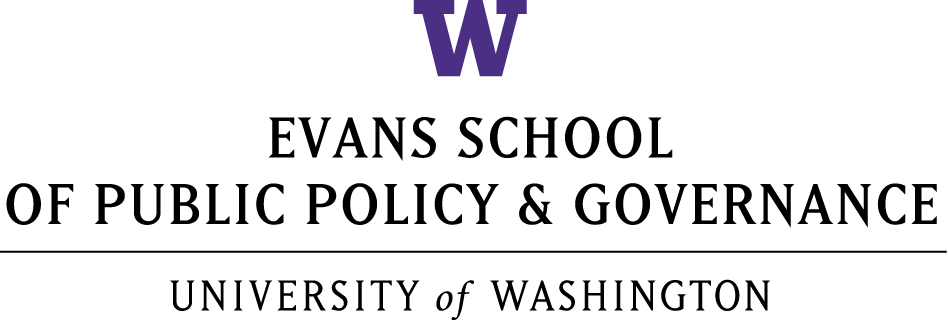 W
EVANS SCHOOL
OF PUBLIC POLICY & GOVERNANCE
UNIVERSITY of WASHINGTON